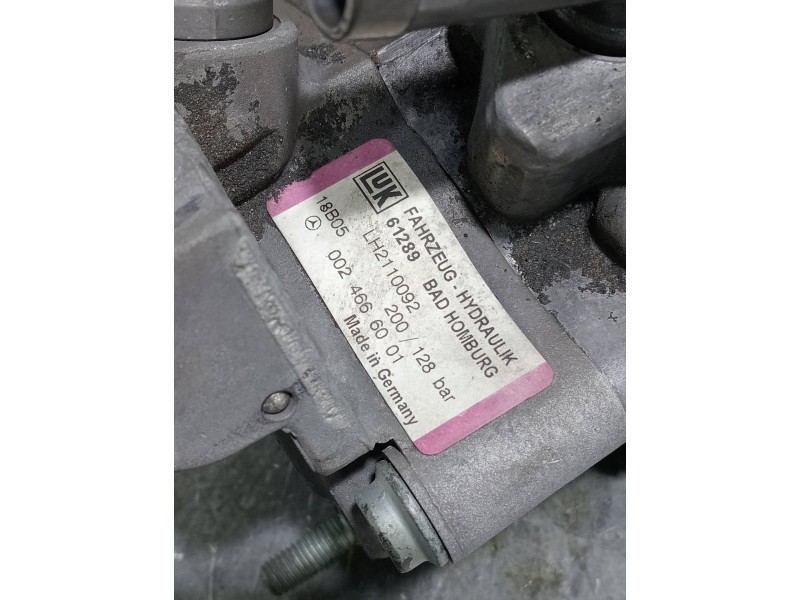 LUK
FAHRZEUG - HYDRAULIK
61289 BAD HOMBURG
LH2110092 200 / 128 bar
18B05 002 466 60 01
Made in Germany